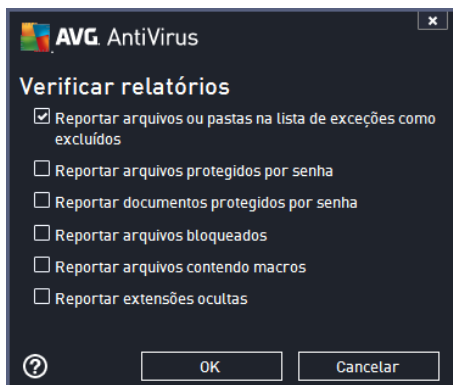 AVG. AntiVirus
Verificar relatórios
Reportar arquivos ou pastas na lista de exceções como
excluídos
Reportar arquivos protegidos por senha
Reportar documentos protegidos por senha
Reportar arquivos bloqueados
Reportar arquivos contendo macros
Reportar extensões ocultas
? OK Cancelar